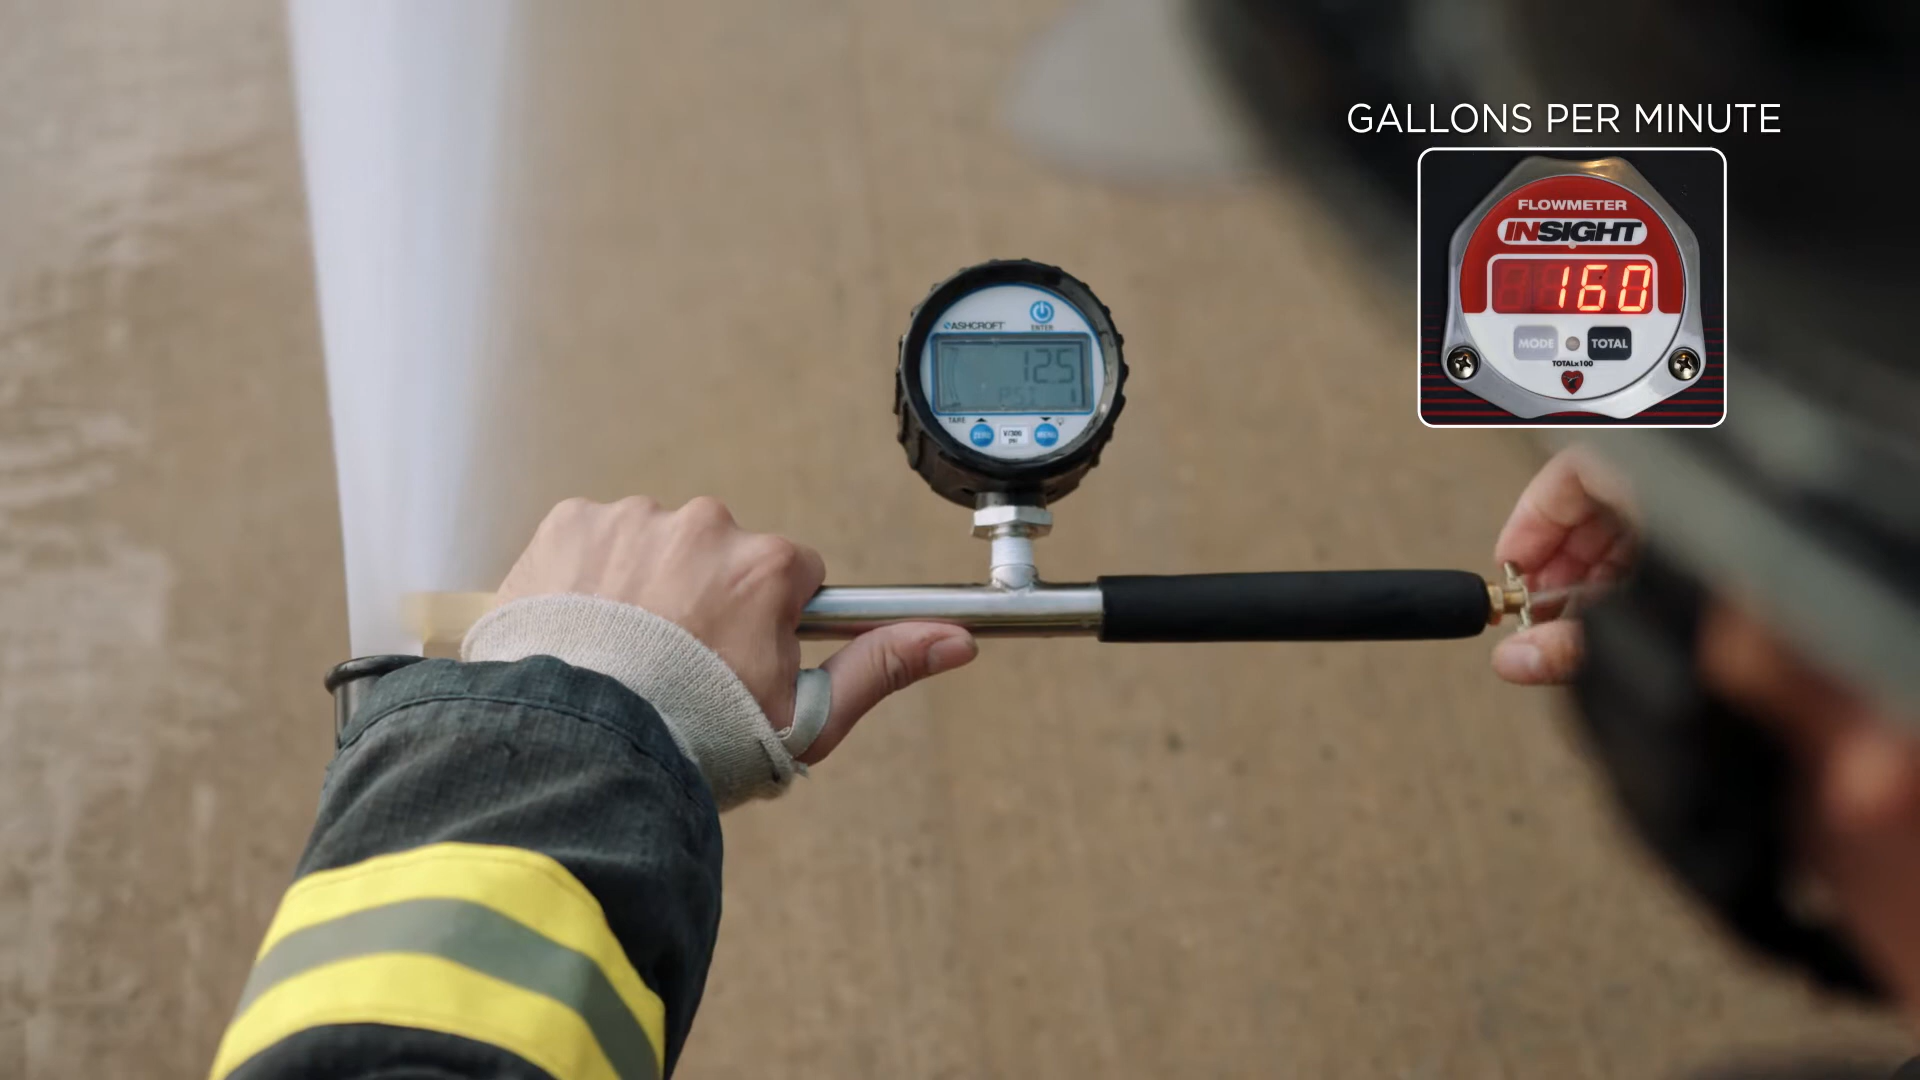 GALLONS PER MINUTE
FLOWMETER
INSIGHT
160
MODE
TOTAL
TOTALx100
ASHCROFT
ENTER
125
PSI
TARE
ZERO
MENU